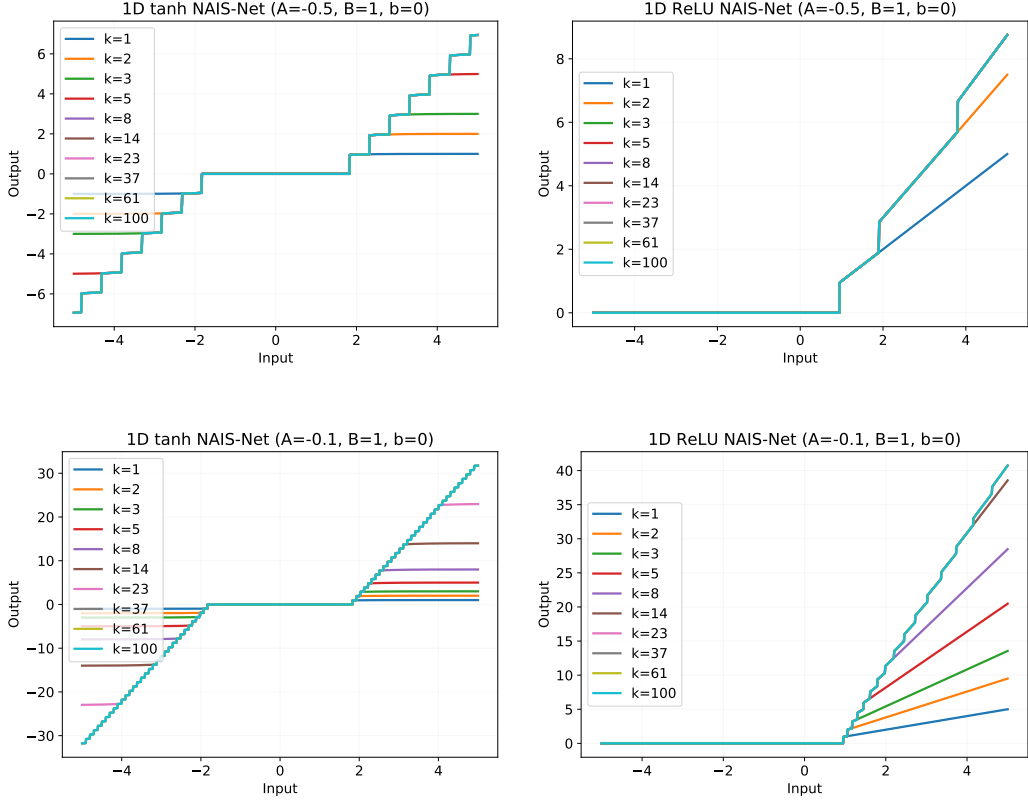 1D tanh NAIS-Net (A=-0.5, B=1, b=0)
6
4
2
0
−2
−4
−6
Output
k=1
k=2
k=3
k=5
k=8
k=14
k=23
k=37
k=61
k=100
−4
−2
0
2
4
Input
1D ReLU NAIS-Net (A=-0.5, B=1, b=0)
8
6
4
2
0
Output
k=1
k=2
k=3
k=5
k=8
k=14
k=23
k=37
k=61
k=100
−4
−2
0
2
4
Input
1D tanh NAIS-Net (A=-0.1, B=1, b=0)
30
20
10
0
−10
−20
−30
Output
k=1
k=2
k=3
k=5
k=8
k=14
k=23
k=37
k=61
k=100
−4
−2
0
2
4
Input
1D ReLU NAIS-Net (A=-0.1, B=1, b=0)
40
35
30
25
20
15
10
5
0
Output
k=1
k=2
k=3
k=5
k=8
k=14
k=23
k=37
k=61
k=100
−4
−2
0
2
4
Input